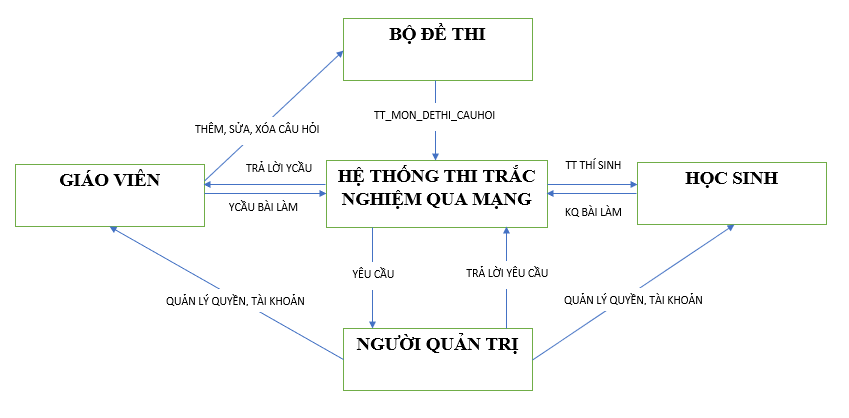 BỘ ĐỀ THI
TT_MON_DETHI_CAUHOI
THÊM, SỬA, XÓA CÂU HỎI
GIÁO VIÊN
TRẢ LỜI YCẦU
YCẦU BÀI LÀM
HỆ THỐNG THI TRẮC
NGHIỆM QUA MẠNG
TT THÍ SINH
KQ BÀI LÀM
HỌC SINH
YÊU CẦU
TRẢ LỜI YÊU CẦU
QUẢN LÝ QUYỀN, TÀI KHOẢN
QUẢN LÝ QUYỀN, TÀI KHOẢN
NGƯỜI QUẢN TRỊ